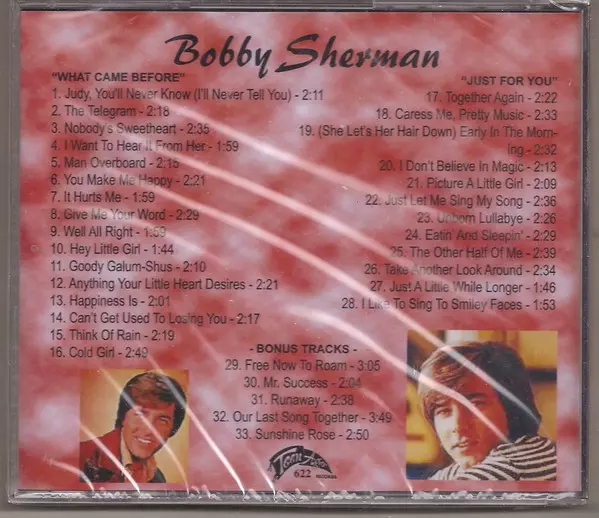 Bobby Sherman
"WHAT CAME BEFORE"
1. Judy, You'll Never Know (I'll Never Tell You) - 2:11
2. The Telegram - 2:18
3. Nobody's Sweetheart - 2:35
4. I Want To Hear It From Her - 1:59
5. Man Overboard - 2:15
6. You Make Me Happy - 2:21
7. It Hurts Me - 1:59
8. Give Me Your Word - 2:29
9. Well All Right - 1:59
10. Hey Little Girl - 1:44
11. Goody Galum-Shus - 2:10
12. Anything Your Little Heart Desires - 2:21
13. Happiness Is - 2:01
14. Can't Get Used To Losing You - 2:17
15. Think Of Rain - 2:19
16. Cold Girl - 2:49
"JUST FOR YOU"
17. Together Again - 2:22
18. Caress Me, Pretty Music - 2:33
19. (She Let's Her Hair Down) Early In The Morn-
ing - 2:32
20. I Don't Believe In Magic - 2:13
21. Picture A Little Girl - 2:09
22. Just Let Me Sing My Song - 2:36
23. Unborn Lullabye - 2:26
24. Eatin' And Sleepin' - 2:29
25. The Other Half Of Me - 2:39
26. Take Another Look Around - 2:34
27. Just A Little While Longer - 1:46
28. I Like To Sing To Smiley Faces - 1:53
- BONUS TRACKS -
29. Free Now To Roam - 3:05
30. Mr. Success - 2:04
31. Runaway - 2:38
32. Our Last Song Together - 3:49
33. Sunshine Rose - 2:50
622
RECORDS